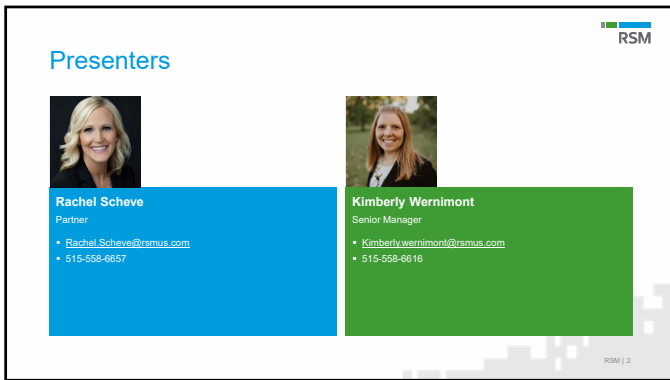 RSM
Presenters
Rachel Scheve
Partner
▪ Rachel.Scheve@rsmus.com
▪ 515-558-6657
Kimberly Wernimont
Senior Manager
▪ Kimberly.wernimont@rsmus.com
▪ 515-558-6616
RSM | 2